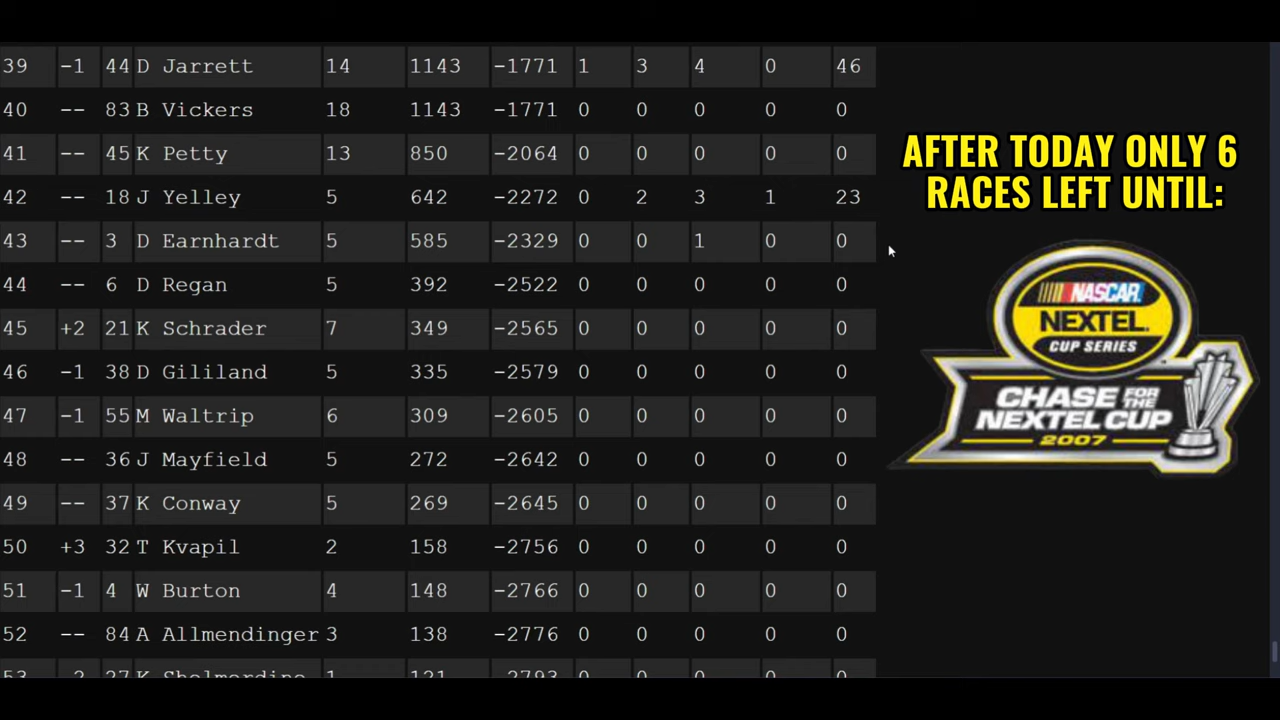 39 -1 44 D Jarrett 14 1143 -1771 1 3 4 0 46
40 -- 83 B Vickers 18 1143 -1771 0 0 0 0 0
41 -- 45 K Petty 13 850 -2064 0 0 0 0 0
42 -- 18 J Yelley 5 642 -2272 0 2 3 1 23
43 -- 3 D Earnhardt 5 585 -2329 0 0 1 0 0
44 -- 6 D Regan 5 392 -2522 0 0 0 0 0
45 +2 21 K Schrader 7 349 -2565 0 0 0 0 0
46 -1 38 D Gililand 5 335 -2579 0 0 0 0 0
47 -1 55 M Waltrip 6 309 -2605 0 0 0 0 0
48 -- 36 J Mayfield 5 272 -2642 0 0 0 0 0
49 -- 37 K Conway 5 269 -2645 0 0 0 0 0
50 +3 32 T Kvapil 2 158 -2756 0 0 0 0 0
51 -1 4 W Burton 4 148 -2766 0 0 0 0 0
52 -- 84 A Allmendinger 3 138 -2776 0 0 0 0 0
AFTER TODAY ONLY 6
RACES LEFT UNTIL:
NASCAR
NEXTEL
CUP SERIES
CHASE FOR THE
NEXTEL CUP
2007